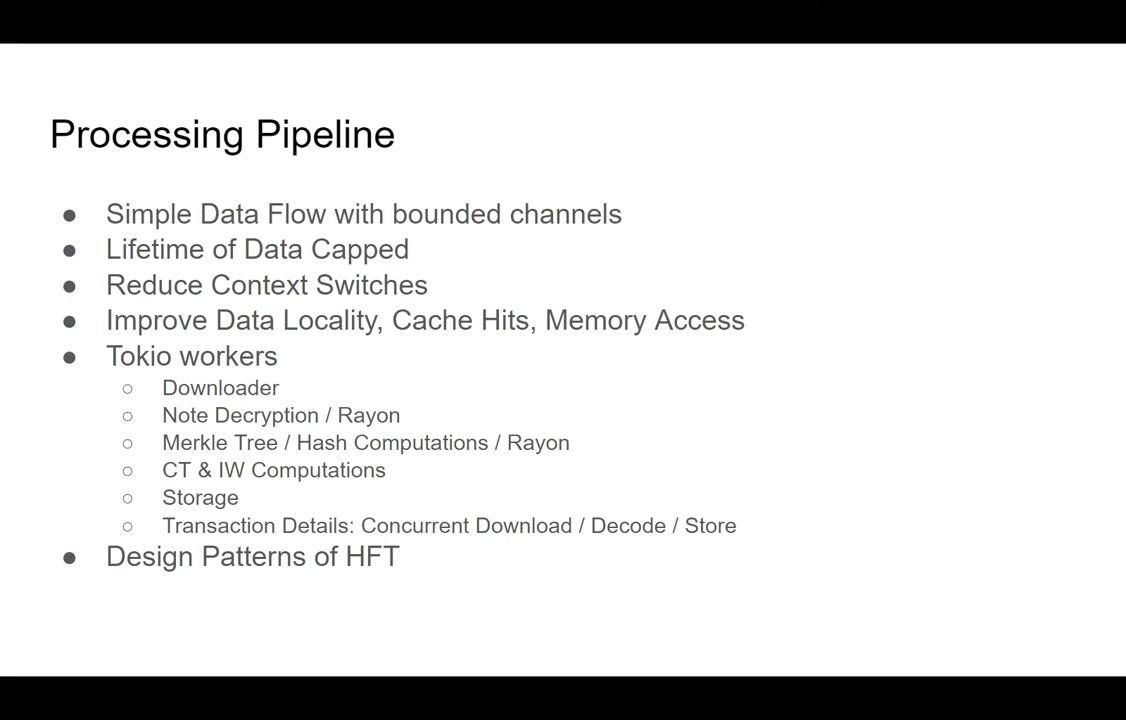 Processing Pipeline
● Simple Data Flow with bounded channels
● Lifetime of Data Capped
● Reduce Context Switches
● Improve Data Locality, Cache Hits, Memory Access
● Tokio workers
○ Downloader
○ Note Decryption / Rayon
○ Merkle Tree / Hash Computations / Rayon
○ CT & IW Computations
○ Storage
○ Transaction Details: Concurrent Download / Decode / Store
● Design Patterns of HFT